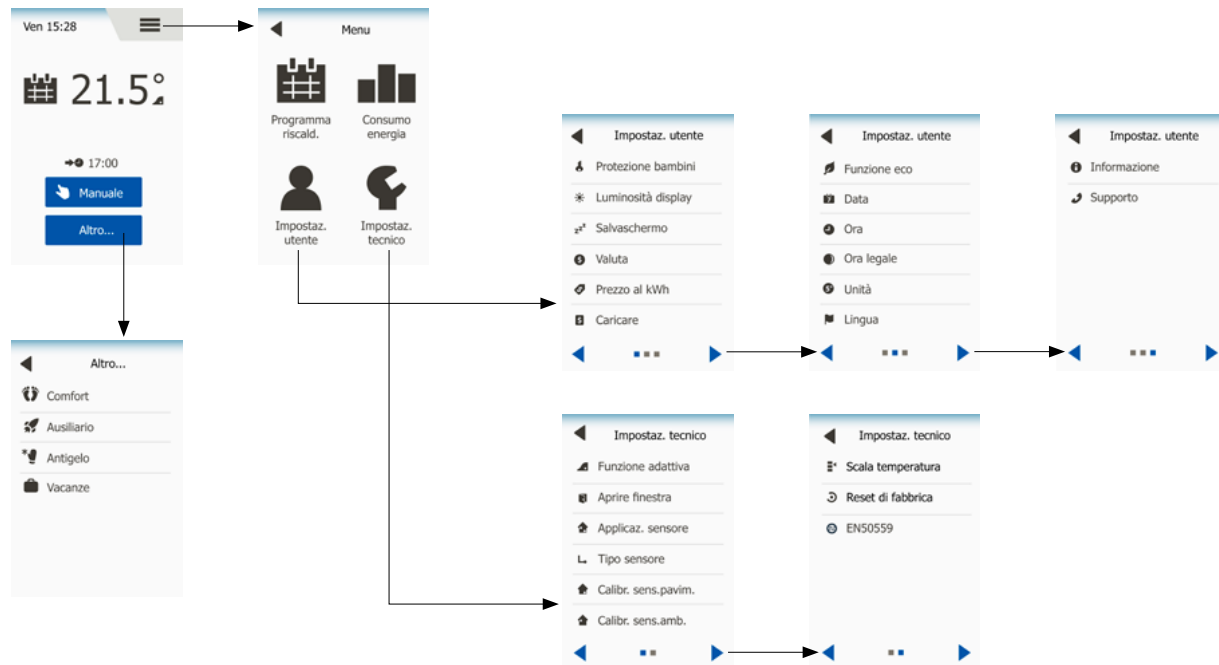 Ven 15:28
21.5°
17:00
Manuale
Altro...
Menu
Programma
riscald.
Consumo
energia
Impostaz.
utente
Impostaz.
tecnico
Altro...
Comfort
Ausiliario
Antigelo
Vacanze
Impostaz. utente
Protezione bambini
Luminosità display
Salvaschermo
Valuta
Prezzo al kWh
Caricare
Impostaz. utente
Funzione eco
Data
Ora
Ora legale
Unità
Lingua
Impostaz. utente
Informazione
Supporto
Impostaz. tecnico
Funzione adattiva
Aprire finestra
Applicaz. sensore
Tipo sensore
Calibr. sens.pavim.
Calibr. sens.amb.
Impostaz. tecnico
Scala temperatura
Reset di fabbrica
EN50559